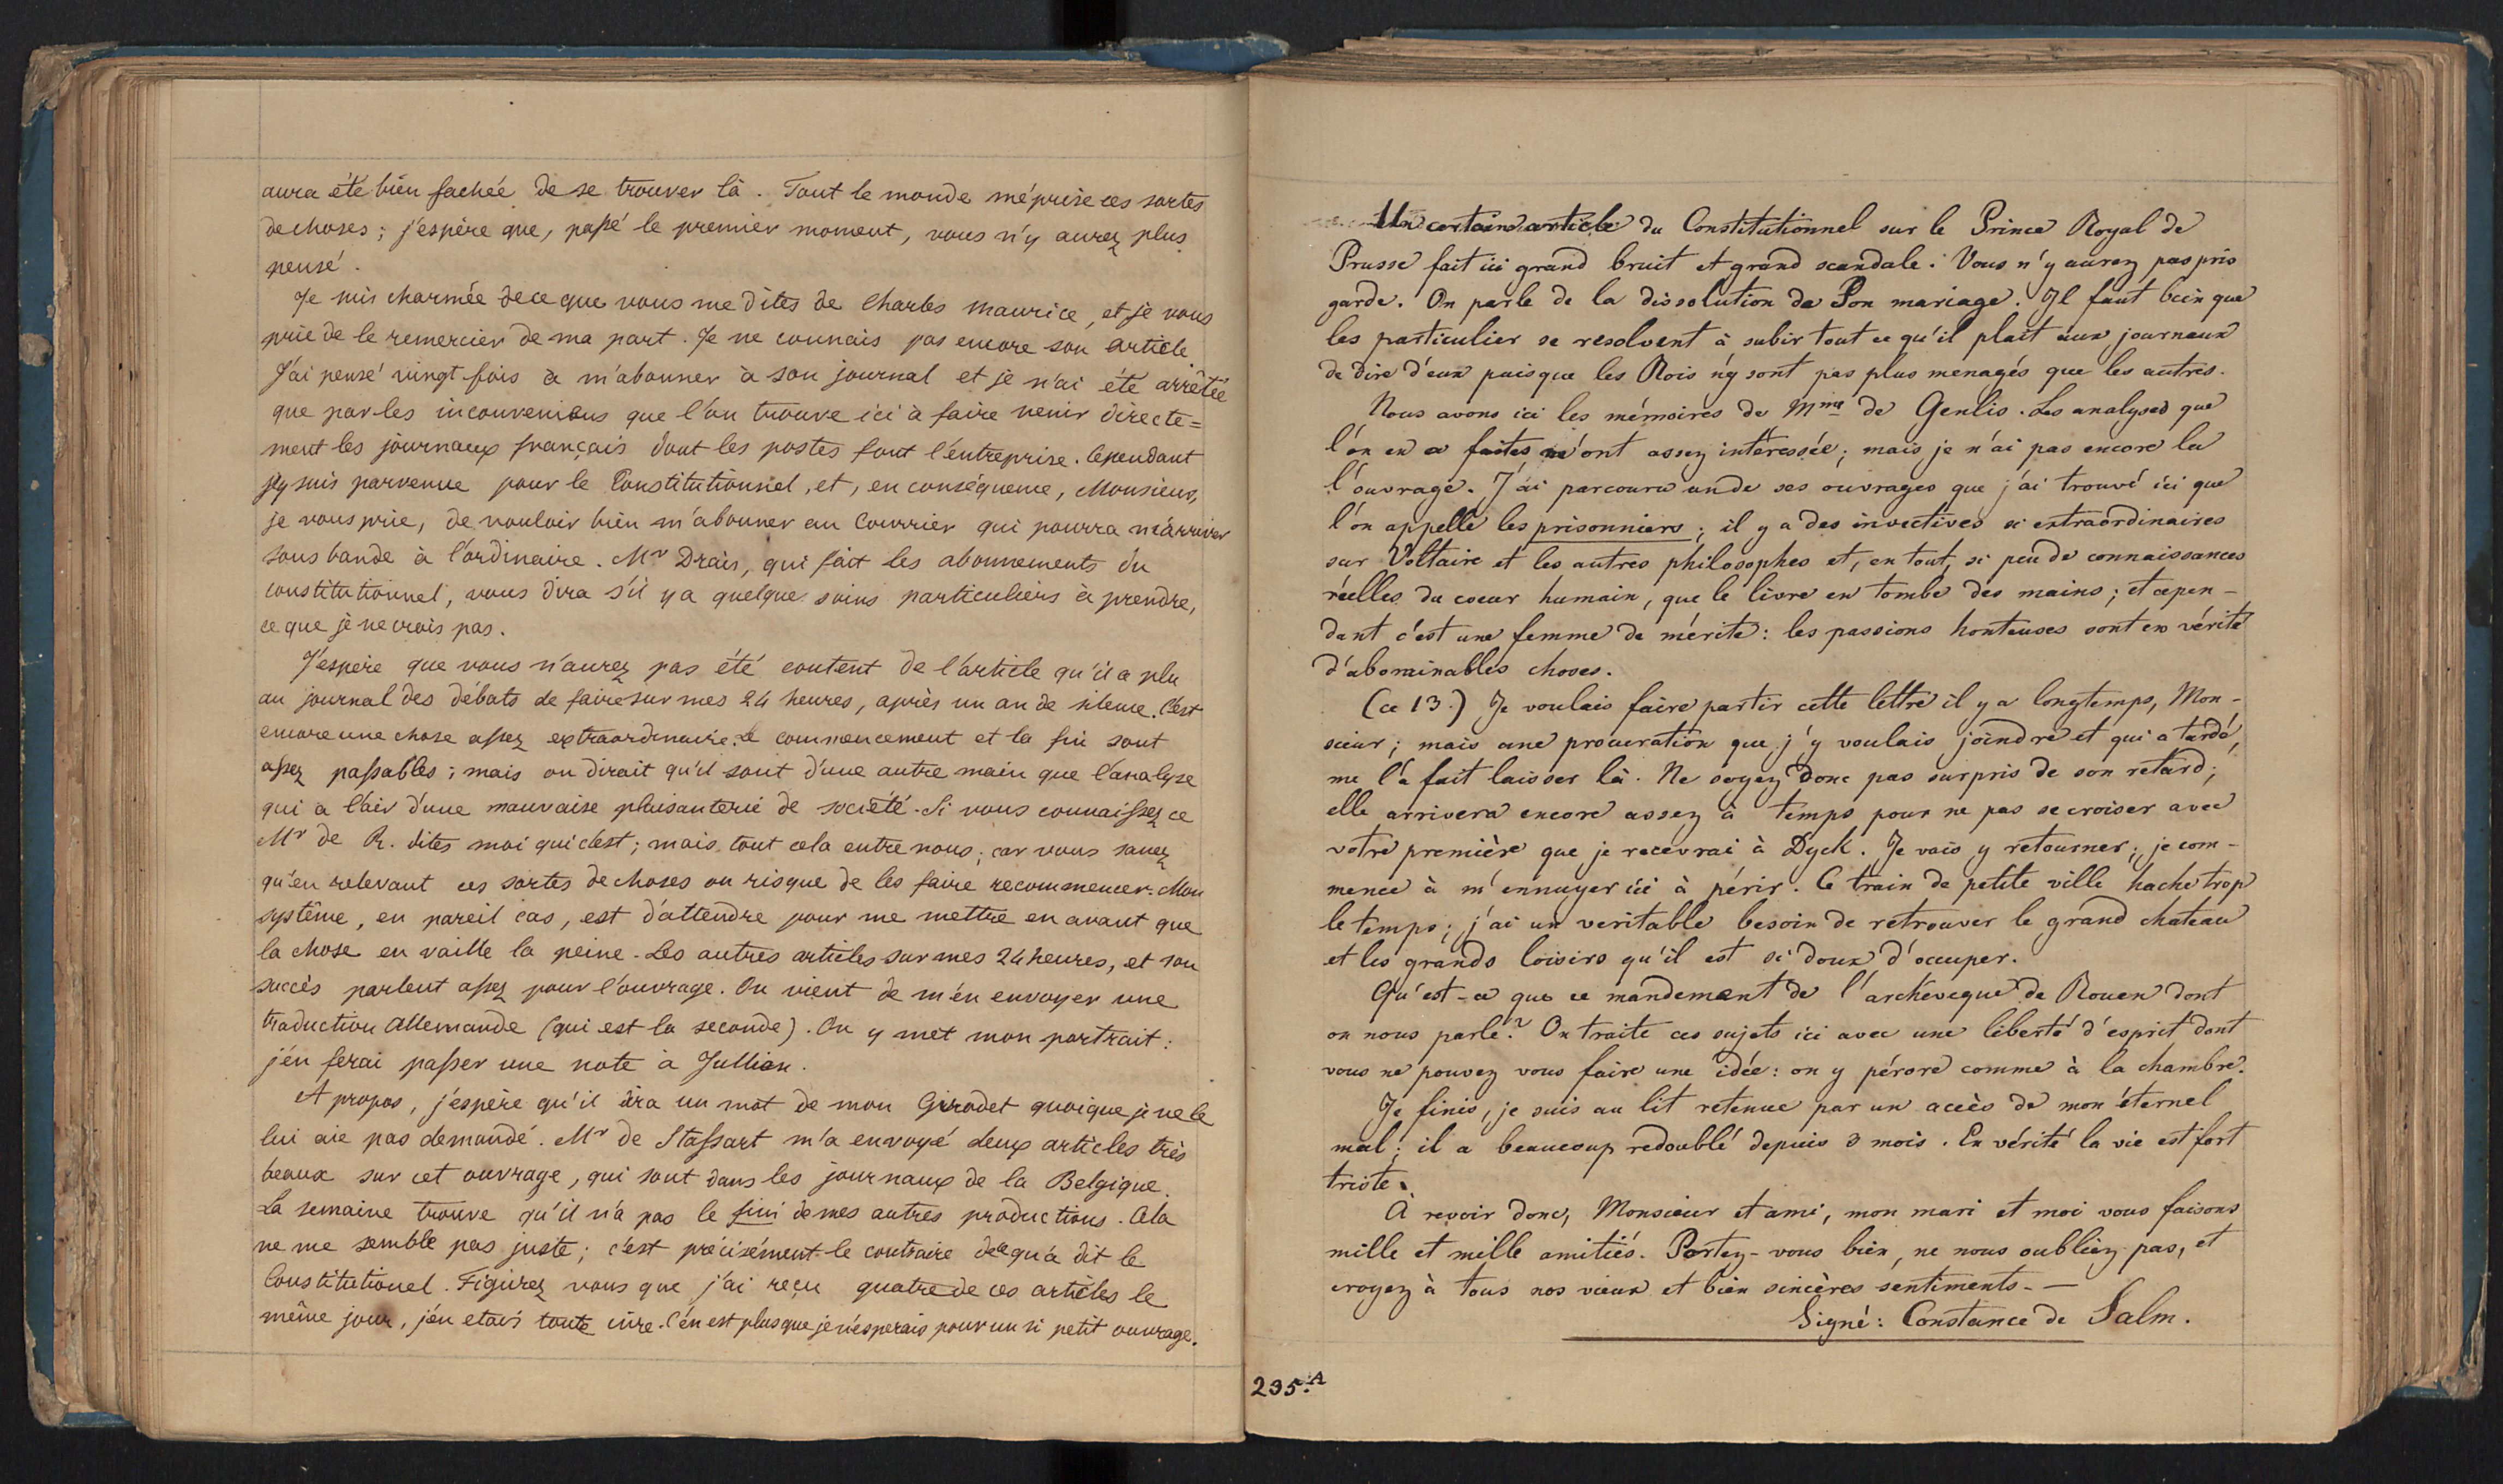 aura été bien fachée de se trouver là. Tout le monde méprise ces sortes
de choses; j'espère que, passé le premier moment, vous n'y aurez plus
pensé.
Je suis charmée de ce que vous me dites de Charles Maurice, et je vous
prie de le remercier de ma part. Je ne connais pas encore son article.
J'ai pensé vingt fois à m'abonner à son journal et je n'ai été arrêtée
que par les inconveniens que l'on trouve ici à faire venir directe=
ment les journaux français dont les postes font l'entreprise. Cependant
j'y suis parvenue pour le Constitutionnel, et, en conséquence, Monsieur,
je vous prie, de vouloir bien m'abonner au Courrier qui pourra m'arriver
sous bande à l'ordinaire. Mr Drais, qui fait les abonnements du
Constitutionnel, vous dira s'il y a quelque soins particuliers à prendre,
ce que je ne crois pas.
J'espère que vous n'aurez pas été content de l'article qu'il a plu
au journal des débats de faire sur mes 24 heures, après un an de silence. C'est
encore une chose assez extraordinaire. Le commencement et la fin sont
assez passables; mais on dirait qu'il sont d'une autre main que l'analyse
qui a l'air d'une mauvaise plaisanterie de société. Si vous connaissez ce
Mr de R. dites moi qui c'est; mais tout cela entre nous; car vous savez
qu'en relevant ces sortes de choses on risque de les faire recommencer. Mon
système, en pareil cas, est d'attendre pour me mettre en avant que
la chose en vaille la peine. Les autres articles sur mes 24 heures, et son
succès parlent assez pour l'ouvrage. On vient de m'en envoyer une
traduction Allemande (qui est la seconde). On y met mon portrait:
j'en ferai passer une note à Jullien.
A propos, j'espère qu'il dira un mot de mon Girodet quoique je ne le
lui aie pas demandé. Mr de Stassart m'a envoyé deux articles très
beaux sur cet ouvrage, qui sont dans les journaux de la Belgique.
La semaine trouve qu'il n'a pas le fini de mes autres productions. Cela
ne me semble pas juste; c'est précisément le contraire de ce qu'a dit le
Constitutionel. Figurez vous que j'ai reçu quatre de ces articles le
même jour, j'en etais toute ivre. C'en est plus que je n'esperais pour un si petit ouvrage.
Un certain article du Constitutionnel sur le Prince Royal de
Prusse fait ici grand bruit et grand scandale. Vous n'y aurez pas pris
garde. On parle de la dissolution de Son mariage. Il faut bien que
les particulier se resolvent à subir tout ce qu'il plait aux journaux
de dire d'eux puisque les Rois n'y sont pas plus menagés que les autres.
Nous avons ici les mémoires de Mme de Genlis. Les analyses que
l'on en a faites m'ont assez intéressée; mais je n'ai pas encore lu
l'ouvrage. J'ai parcouru un de ses ouvrages que j'ai trouvé ici que
l'on appelle les prisonniers; il y a des invectives si extraordinaires
sur Voltaire et les autres philosophes et, en tout, si peu de connaissances
réelles du coeur humain, que le livre en tombe des mains; et cepen-
dant c'est une femme de mérite: les passions honteuses sont en vérité
d'abominables choses.
(ce 13.) Je voulais faire partir cette lettre il y a longtemps, Mon-
sieur; mais une procuration que j'y voulais joindre et qui a tardé,
me l'a fait laisser là. Ne soyez donc pas surpris de son retard;
elle arrivera encore assez à temps pour ne pas se croiser avec
votre première que je recevrai à Dyck. Je vais y retourner; je com-
mence à m'ennuyer ici à périr. Ce train de petite ville hache trop
le temps; j'ai un veritable besoin de retrouver le grand chateau
et les grands loisirs qu'il est si doux d'occuper.
Qu'est-ce que ce mandement de l'archéveque de Rouen dont
on nous parle? On traite ces sujets ici avec une liberté d'esprit dont
vous ne pouvez vous faire une idée: on y pérore comme à la chambre.
Je finis, je suis au lit retenue par un accès de mon éternel
mal; il a beaucoup redoublé depuis 3 mois. En vérité la vie est fort
triste.
À revoir donc, Monsieur et ami, mon mari et moi vous faisons
mille et mille amitiés. Portez-vous bien, ne nous oubliez pas, et
croyez à tous nos vieux et bien sincères sentiments. —
Signé: Constance de Salm.
235.A